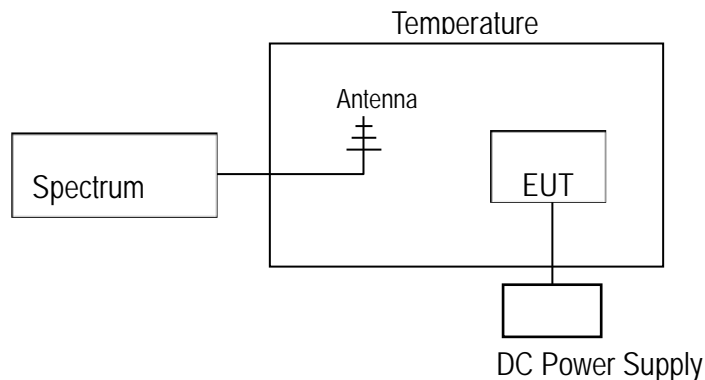 Temperature
Antenna
Spectrum
EUT
DC Power Supply